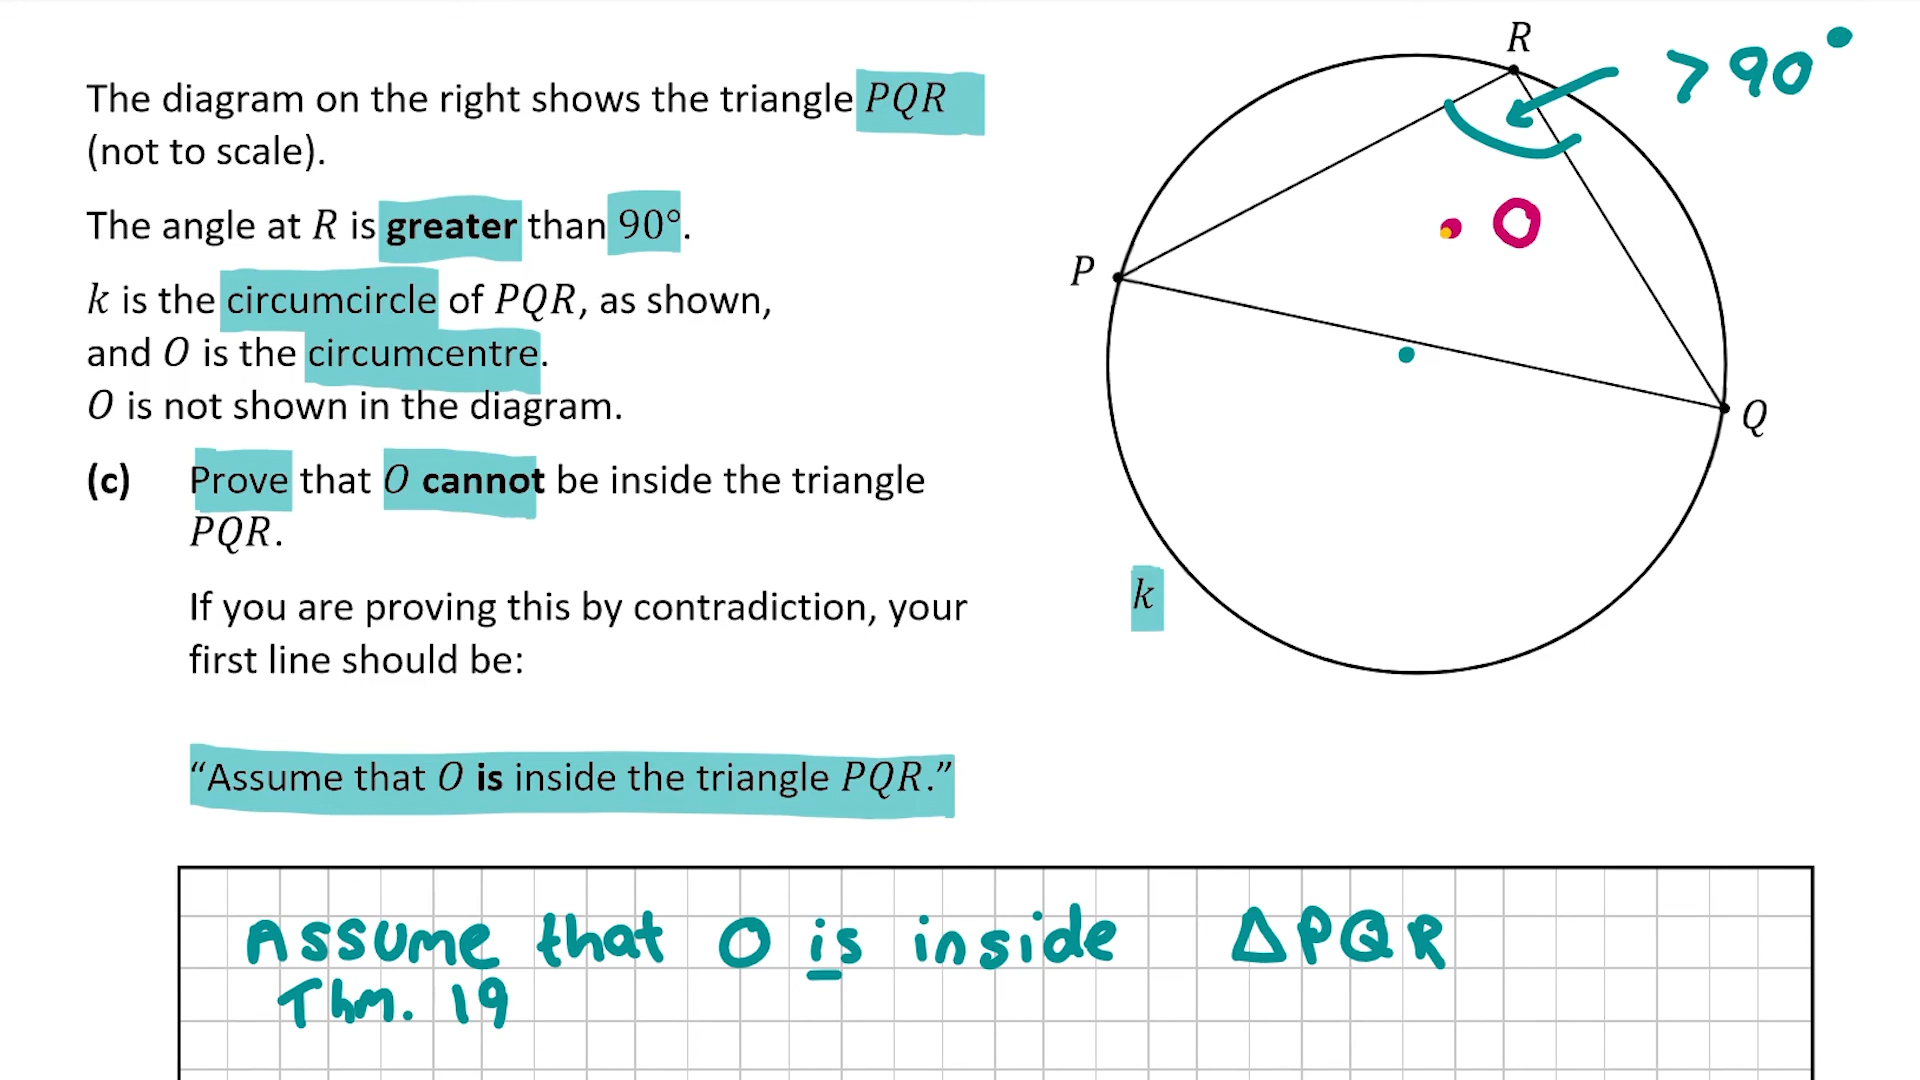 The diagram on the right shows the triangle PQR
(not to scale).
The angle at R is greater than 90°.
k is the circumcircle of PQR, as shown,
and O is the circumcentre.
O is not shown in the diagram.
(c) Prove that O cannot be inside the triangle
PQR.
If you are proving this by contradiction, your
first line should be:
“Assume that O is inside the triangle PQR.”
R
> 90°
O
P
Q
k
Assume that O is inside △PQR
Thm. 19